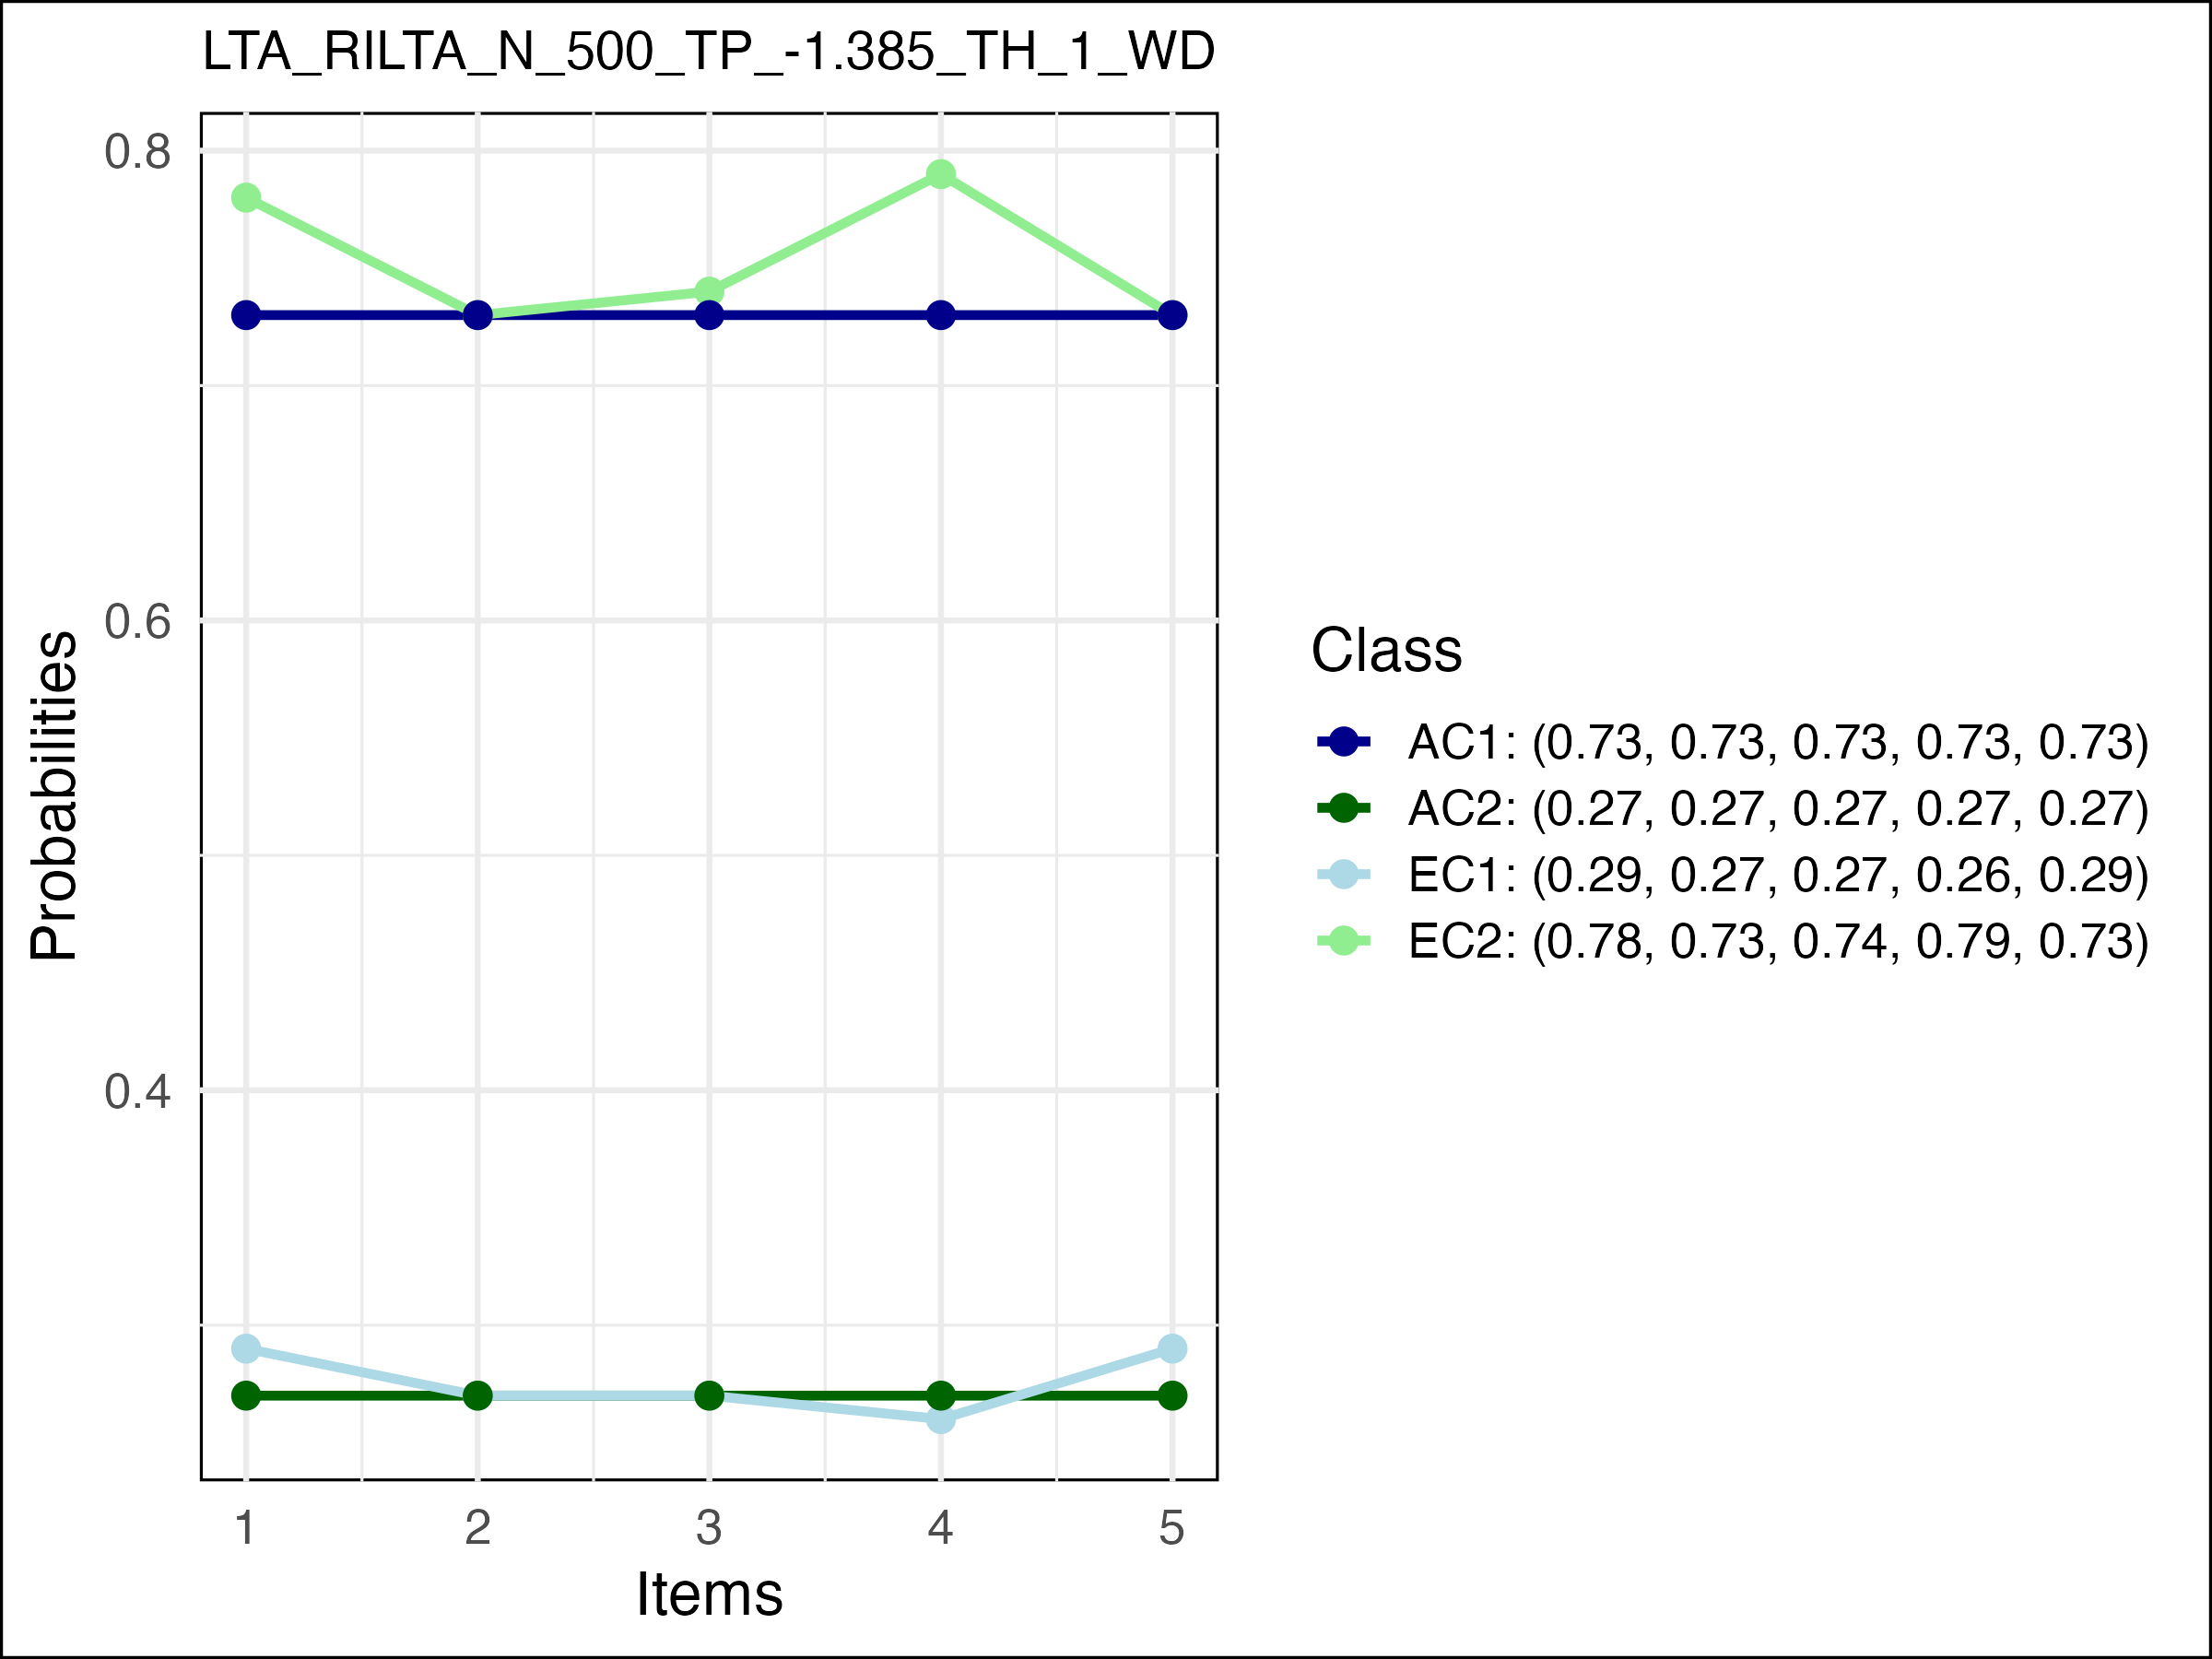 LTA_RILTA_N_500_TP_-1.385_TH_1_WD
0.8
0.6
0.4
Probabilities
1 2 3 4 5
Items
Class
AC1: (0.73, 0.73, 0.73, 0.73, 0.73)
AC2: (0.27, 0.27, 0.27, 0.27, 0.27)
EC1: (0.29, 0.27, 0.27, 0.26, 0.29)
EC2: (0.78, 0.73, 0.74, 0.79, 0.73)